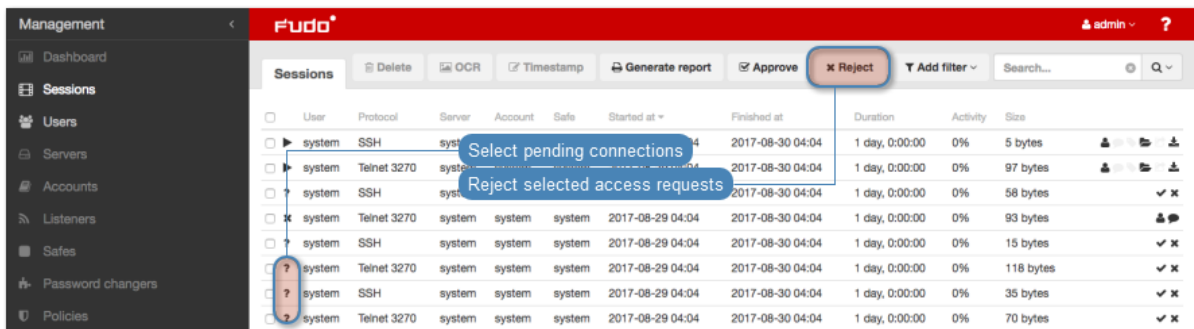 Management
FUDO
admin
?
Dashboard
Sessions
Users
Servers
Accounts
Listeners
Safes
Password changers
Policies
Sessions Delete OCR Timestamp Generate report Approve Reject Add filter Search...
User Protocol Server Account Safe Started at Finished at Duration Activity Size
system SSH 2017-08-30 04:04 1 day, 0:00:00 0% 5 bytes
Select pending connections
system Telnet 3270 2017-08-30 04:04 1 day, 0:00:00 0% 97 bytes
Reject selected access requests
? system SSH 2017-08-30 04:04 1 day, 0:00:00 0% 58 bytes
system Telnet 3270 system system system 2017-08-29 04:04 2017-08-30 04:04 1 day, 0:00:00 0% 93 bytes
? system SSH system system system 2017-08-29 04:04 2017-08-30 04:04 1 day, 0:00:00 0% 15 bytes
? system Telnet 3270 system system system 2017-08-29 04:04 2017-08-30 04:04 1 day, 0:00:00 0% 118 bytes
? system SSH system system system 2017-08-29 04:04 2017-08-30 04:04 1 day, 0:00:00 0% 35 bytes
? system Telnet 3270 system system system 2017-08-29 04:04 2017-08-30 04:04 1 day, 0:00:00 0% 70 bytes